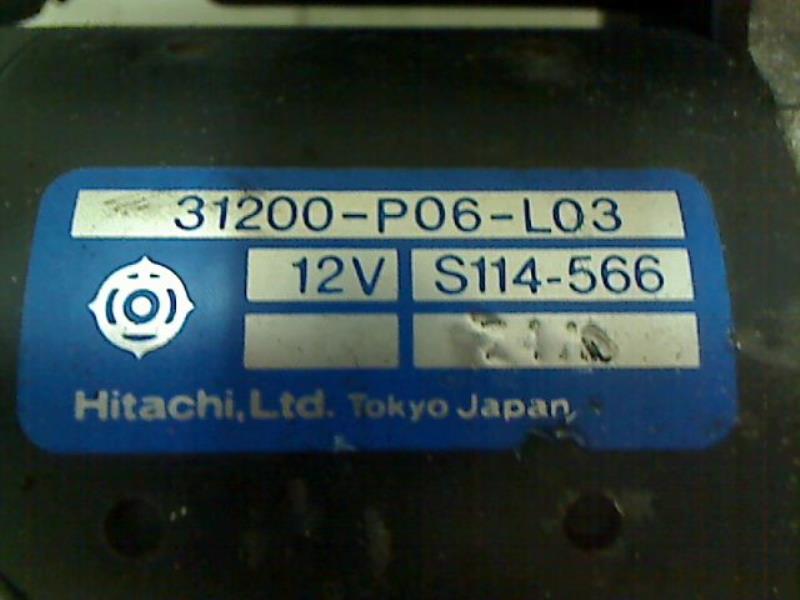 31200-P06-L03
12V S114-566
Hitachi, Ltd. Tokyo Japan